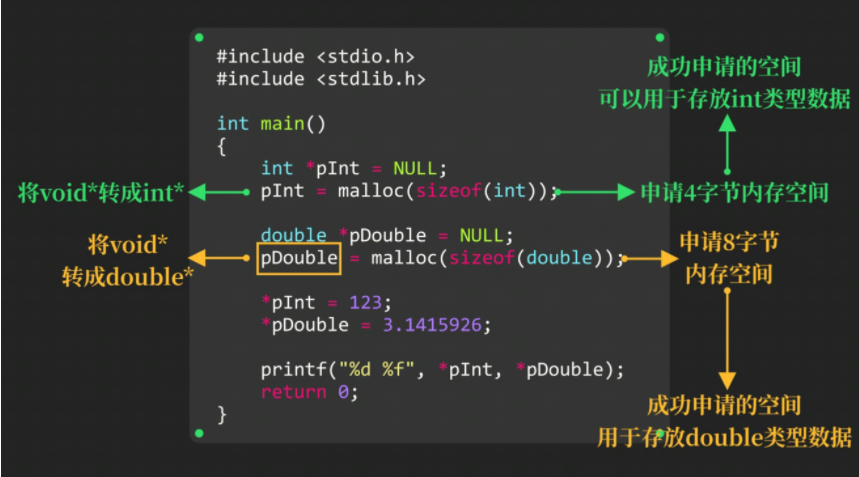 #include <stdio.h>
#include <stdlib.h>
int main()
{
int *pInt = NULL;
pInt = malloc(sizeof(int));
double *pDouble = NULL;
pDouble = malloc(sizeof(double));
*pInt = 123;
*pDouble = 3.1415926;
printf("%d %f", *pInt, *pDouble);
return 0;
}
将void*转成int*
将void*
转成double*
成功申请的空间
可以用于存放int类型数据
申请4字节内存空间
申请8字节
内存空间
成功申请的空间
用于存放double类型数据